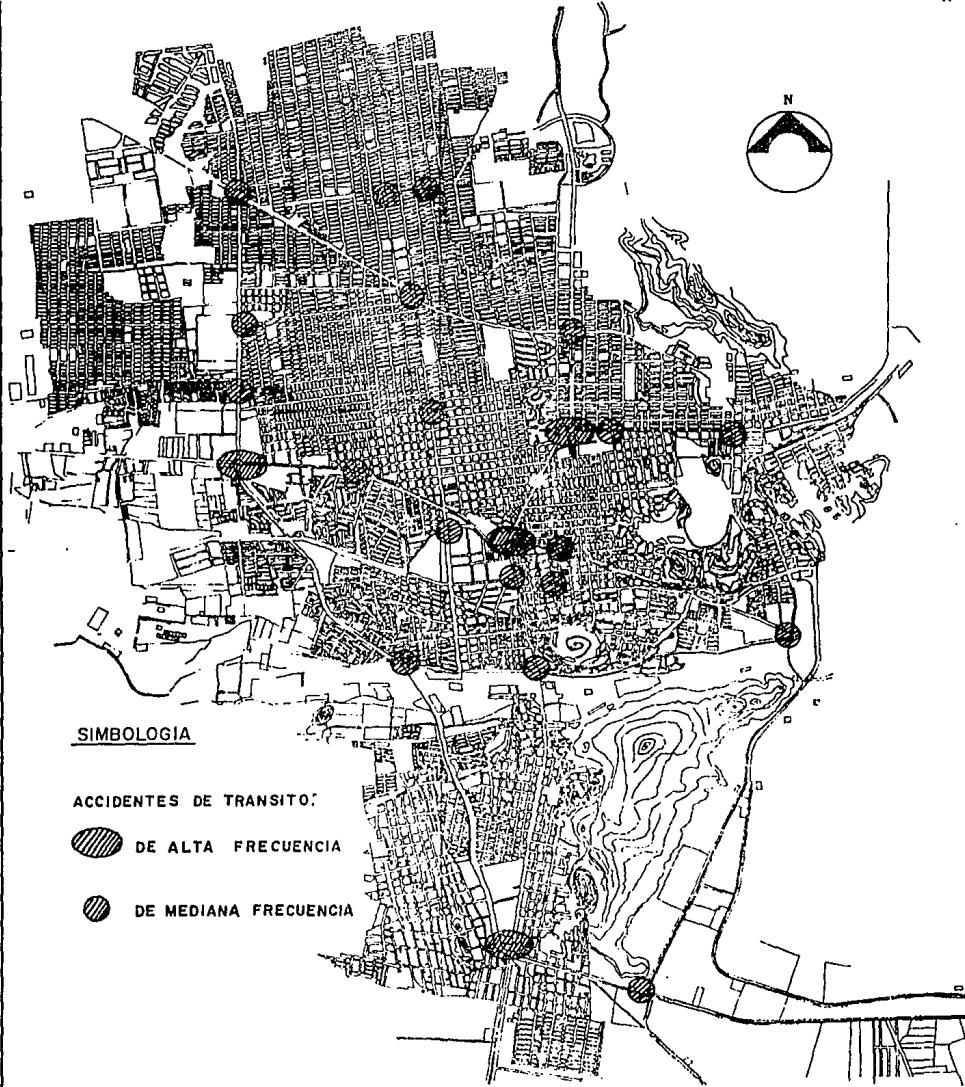 N
SIMBOLOGIA
ACCIDENTES DE TRANSITO:
DE ALTA FRECUENCIA
DE MEDIANA FRECUENCIA